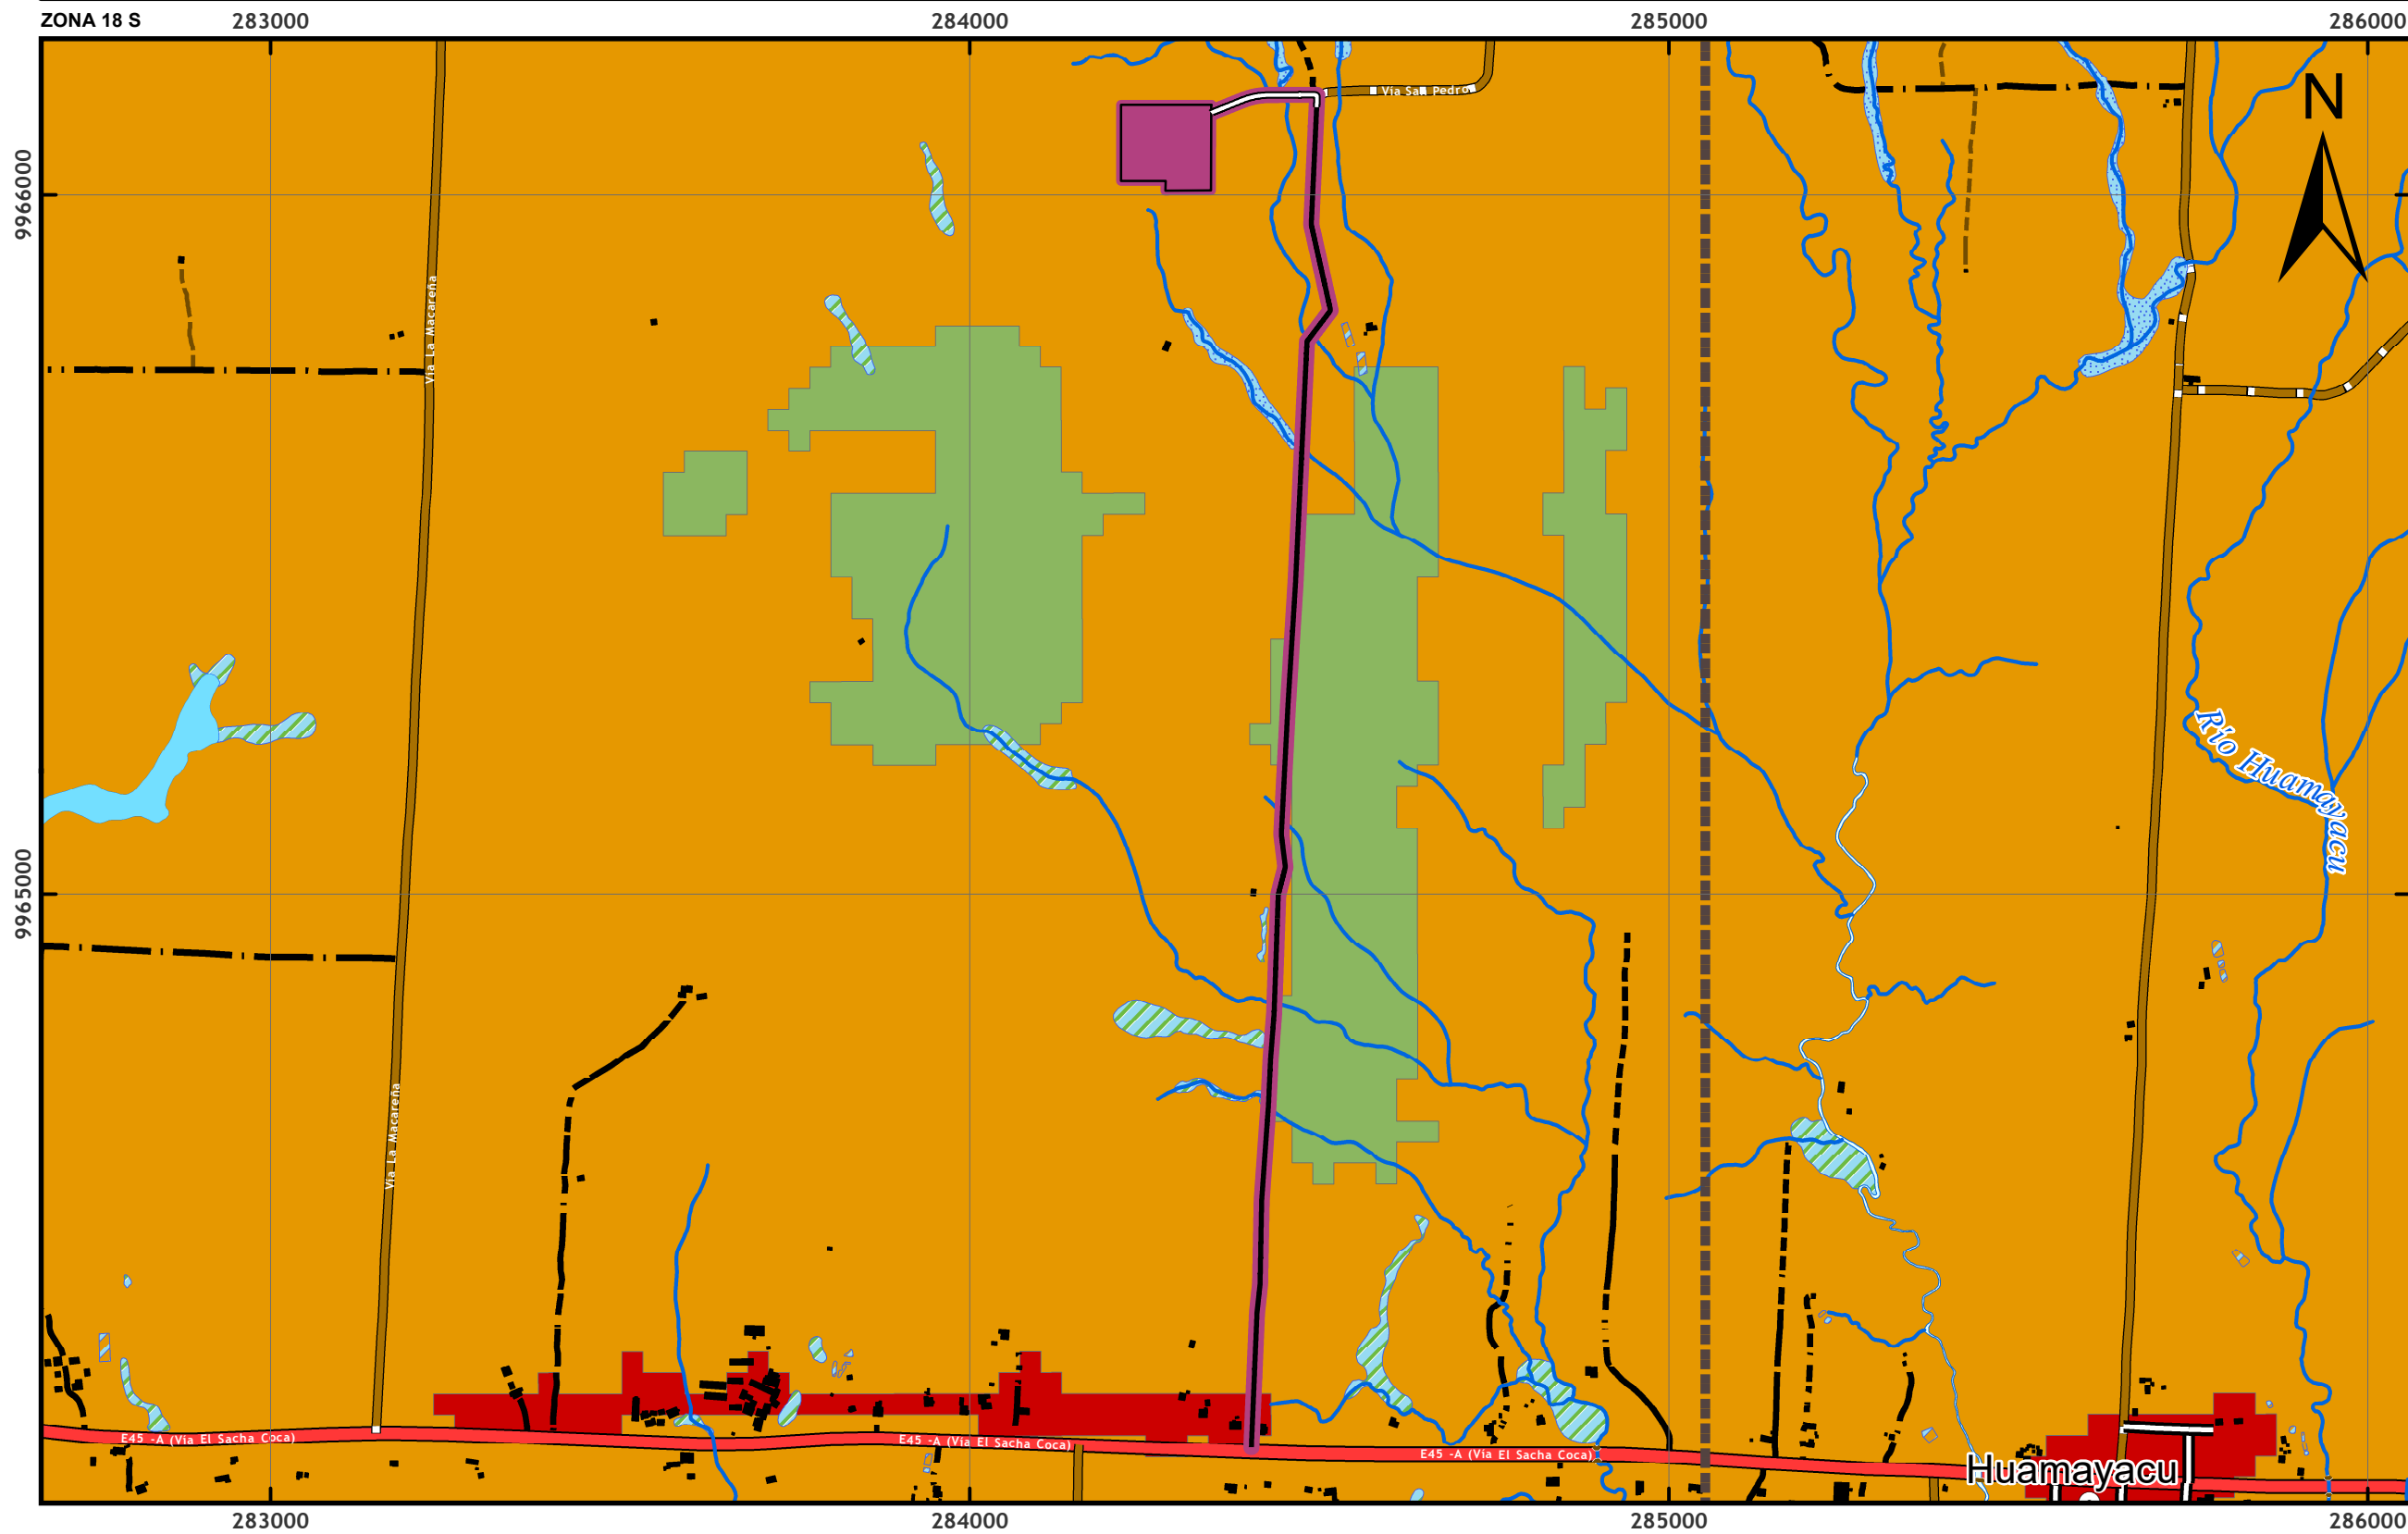 ZONA 18 S
283000
284000
285000
286000
Via San Pedro
N
9966000
Via La Macareña
Río Huamayacu
9965000
Via La Macareña
E45 -A (Via El Sacha Coca)
E45 -A (Via El Sacha Coca)
E45 -A (Via El Sacha Coca)
Huamayacu
283000
284000
285000
286000